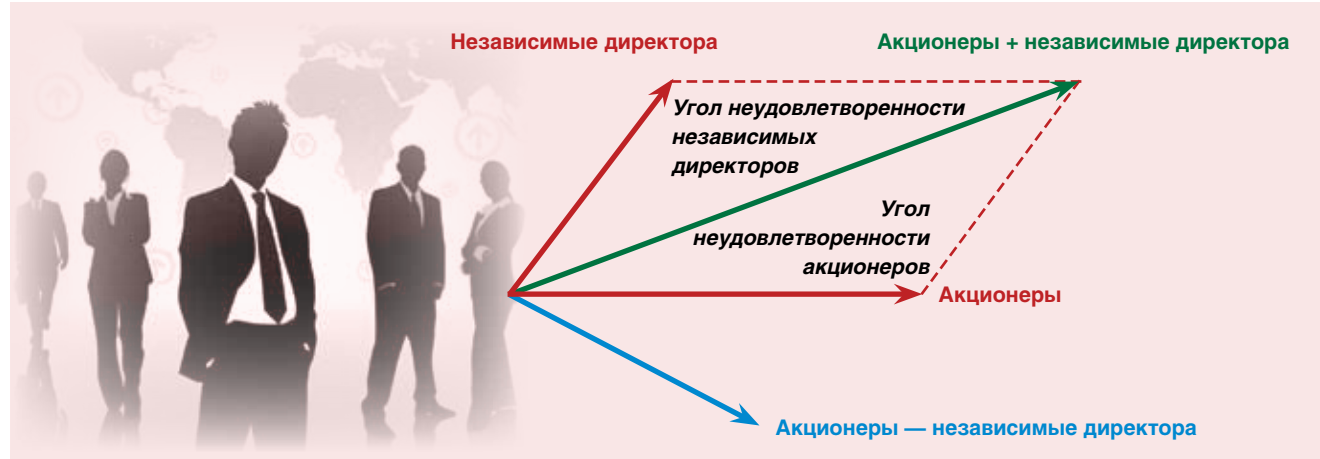 Независимые директора
Акционеры + независимые директора
Угол неудовлетворенности
независимых
директоров
Угол
неудовлетворенности
акционеров
Акционеры
Акционеры — независимые директора